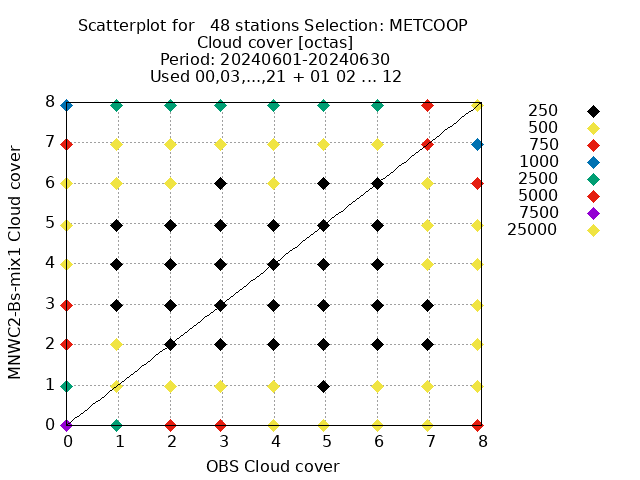 Scatterplot for   48 stations Selection: METCOOP
Cloud cover [octas]
Period: 20240601-20240630
Used 00,03,...,21 + 01 02 ... 12
8
7
6
5
4
3
2
1
0
MNWC2-Bs-mix1 Cloud cover
0 1 2 3 4 5 6 7 8
OBS Cloud cover
250
500
750
1000
2500
5000
7500
25000